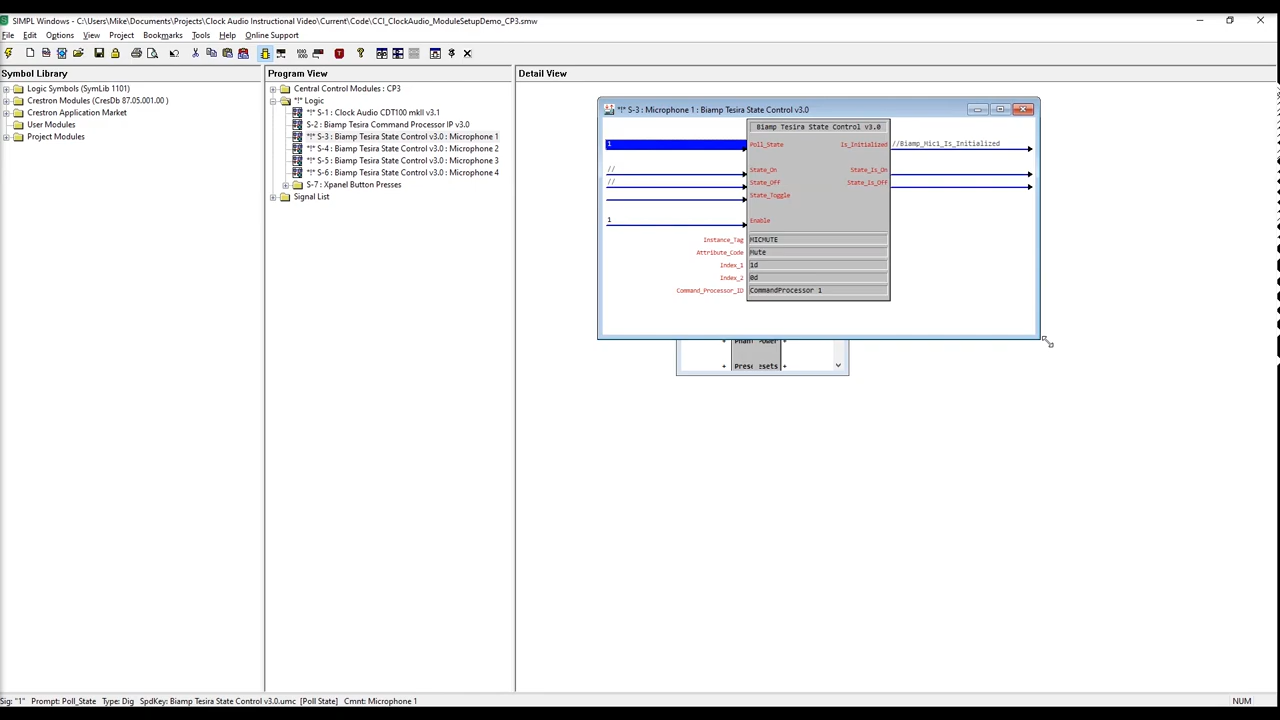 SIMPL Windows - C:\Users\Mike\Documents\Projects\Clock Audio Instructional Video\Current\Code\CCI_ClockAudio_ModuleSetupDemo_CP3.smw
File Edit Options View Project Bookmarks Tools Help Online Support
Symbol Library
Logic Symbols (SymLib 1101)
Crestron Modules (CresDb 87.05.001.00 )
Crestron Application Market
User Modules
Project Modules
Program View
Central Control Modules : CP3
*!* Logic
*!* S-1 : Clock Audio CDT100 mkII v3.1
S-2 : Biamp Tesira Command Processor IP v3.0
*!* S-3 : Biamp Tesira State Control v3.0 : Microphone 1
*!* S-4 : Biamp Tesira State Control v3.0 : Microphone 2
*!* S-5 : Biamp Tesira State Control v3.0 : Microphone 3
*!* S-6 : Biamp Tesira State Control v3.0 : Microphone 4
S-7 : Xpanel Button Presses
Signal List
Detail View
*!* S-3 : Microphone 1 : Biamp Tesira State Control v3.0
Biamp Tesira State Control v3.0
1 Poll_State Is_Initialized //Biamp_Mic1_Is_Initialized
// State_On State_Is_On
// State_Off State_Is_Off
State_Toggle
1 Enable
Instance_Tag MICMUTE
Attribute_Code Mute
Index_1 1d
Index_2 0d
Command_Processor_ID CommandProcessor 1
Sig: "1" Prompt: Poll_State Type: Dig SpdKey: Biamp Tesira State Control v3.0.umc [Poll State] Cmnt: Microphone 1
NUM